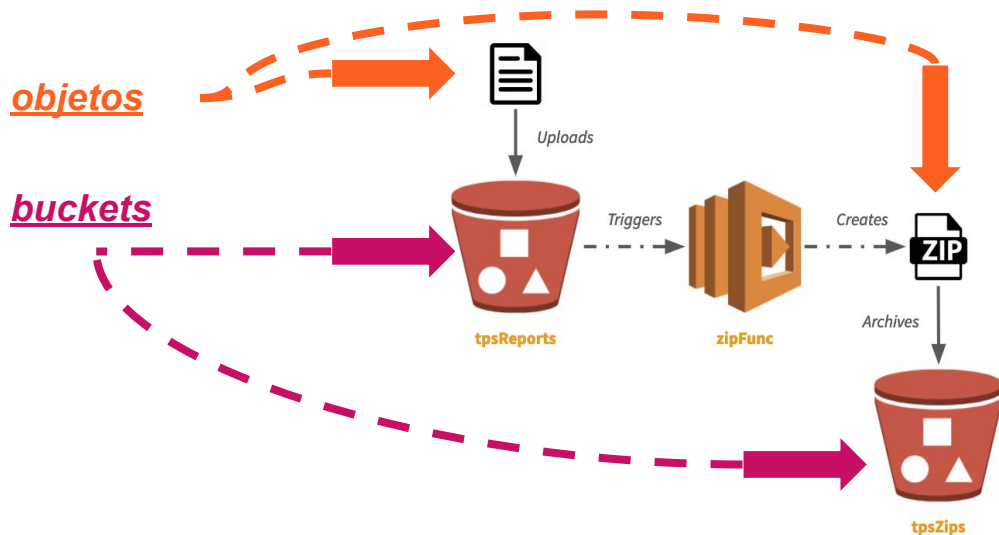 objetos
Uploads
buckets
Triggers
Creates
ZIP
tpsReports
zipFunc
Archives
tpsZips